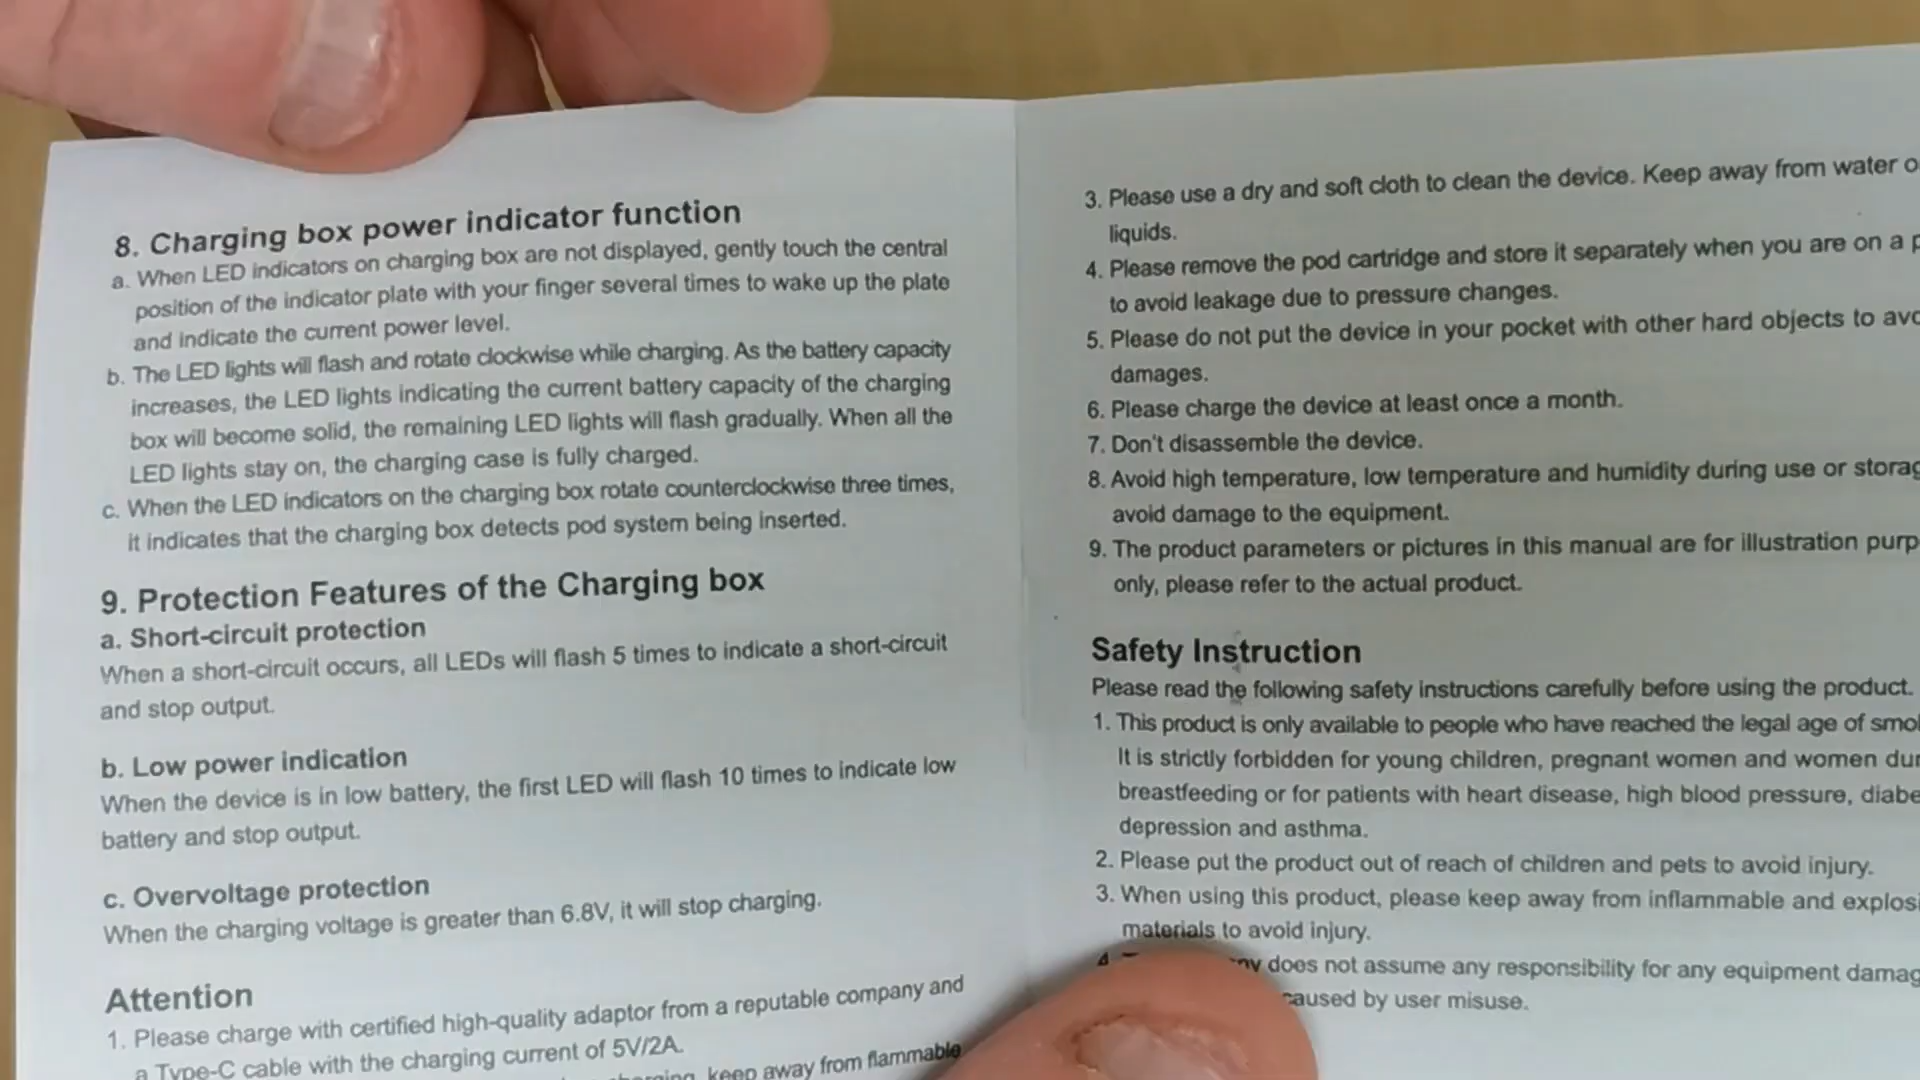 8. Charging box power indicator function
a. When LED indicators on charging box are not displayed, gently touch the central
position of the indicator plate with your finger several times to wake up the plate
and indicate the current power level.
b. The LED lights will flash and rotate clockwise while charging. As the battery capacity
increases, the LED lights indicating the current battery capacity of the charging
box will become solid, the remaining LED lights will flash gradually. When all the
LED lights stay on, the charging case is fully charged.
c. When the LED indicators on the charging box rotate counterclockwise three times,
it indicates that the charging box detects pod system being inserted.
9. Protection Features of the Charging box
a. Short-circuit protection
When a short-circuit occurs, all LEDs will flash 5 times to indicate a short-circuit
and stop output.
b. Low power indication
When the device is in low battery, the first LED will flash 10 times to indicate low
battery and stop output.
c. Overvoltage protection
When the charging voltage is greater than 6.8V, it will stop charging.
Attention
1. Please charge with certified high-quality adaptor from a reputable company and
a Type-C cable with the charging current of 5V/2A.
charging, keep away from flammable
3. Please use a dry and soft cloth to clean the device. Keep away from water
liquids.
4. Please remove the pod cartridge and store it separately when you are on a
to avoid leakage due to pressure changes.
5. Please do not put the device in your pocket with other hard objects to
damages.
6. Please charge the device at least once a month.
7. Don't disassemble the device.
8. Avoid high temperature, low temperature and humidity during use or
avoid damage to the equipment.
9. The product parameters or pictures in this manual are for illustration
only, please refer to the actual product.
Safety Instruction
Please read the following safety instructions carefully before using the product.
1. This product is only available to people who have reached the legal age of
It is strictly forbidden for young children, pregnant women and women
breastfeeding or for patients with heart disease, high blood pressure,
depression and asthma.
2. Please put the product out of reach of children and pets to avoid injury.
3. When using this product, please keep away from inflammable and
materials to avoid injury.
does not assume any responsibility for any equipment
caused by user misuse.